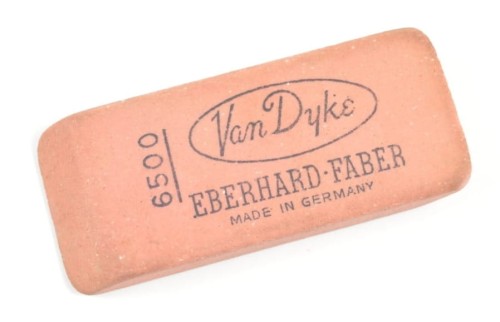 Van Dyke
EBERHARD·FABER
MADE IN GERMANY
6500